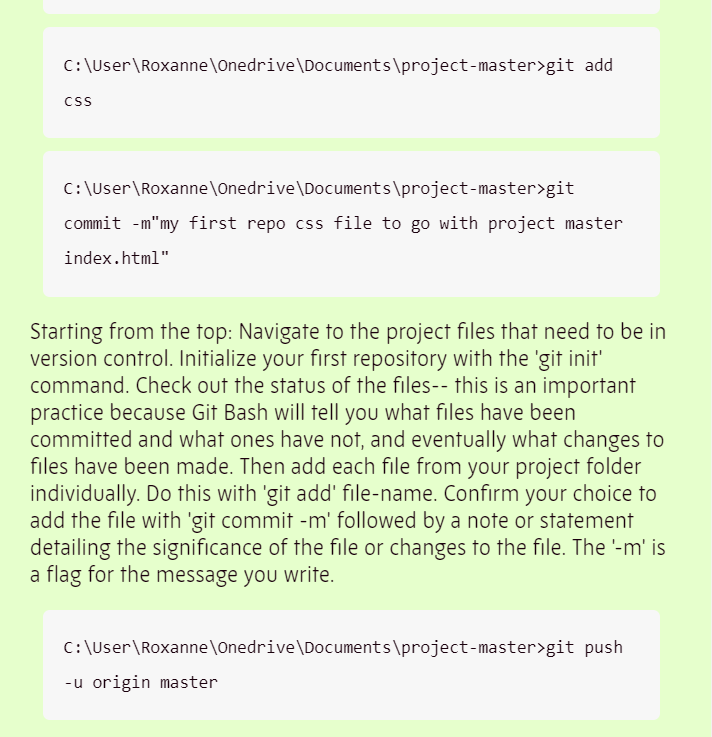 C:\User\Roxanne\Onedrive\Documents\project-master>git add
css
C:\User\Roxanne\Onedrive\Documents\project-master>git
commit -m"my first repo css file to go with project master
index.html"
Starting from the top: Navigate to the project files that need to be in
version control. Initialize your first repository with the 'git init'
command. Check out the status of the files-- this is an important
practice because Git Bash will tell you what files have been
committed and what ones have not, and eventually what changes to
files have been made. Then add each file from your project folder
individually. Do this with 'git add' file-name. Confirm your choice to
add the file with 'git commit -m' followed by a note or statement
detailing the significance of the file or changes to the file. The '-m' is
a flag for the message you write.
C:\User\Roxanne\Onedrive\Documents\project-master>git push
-u origin master